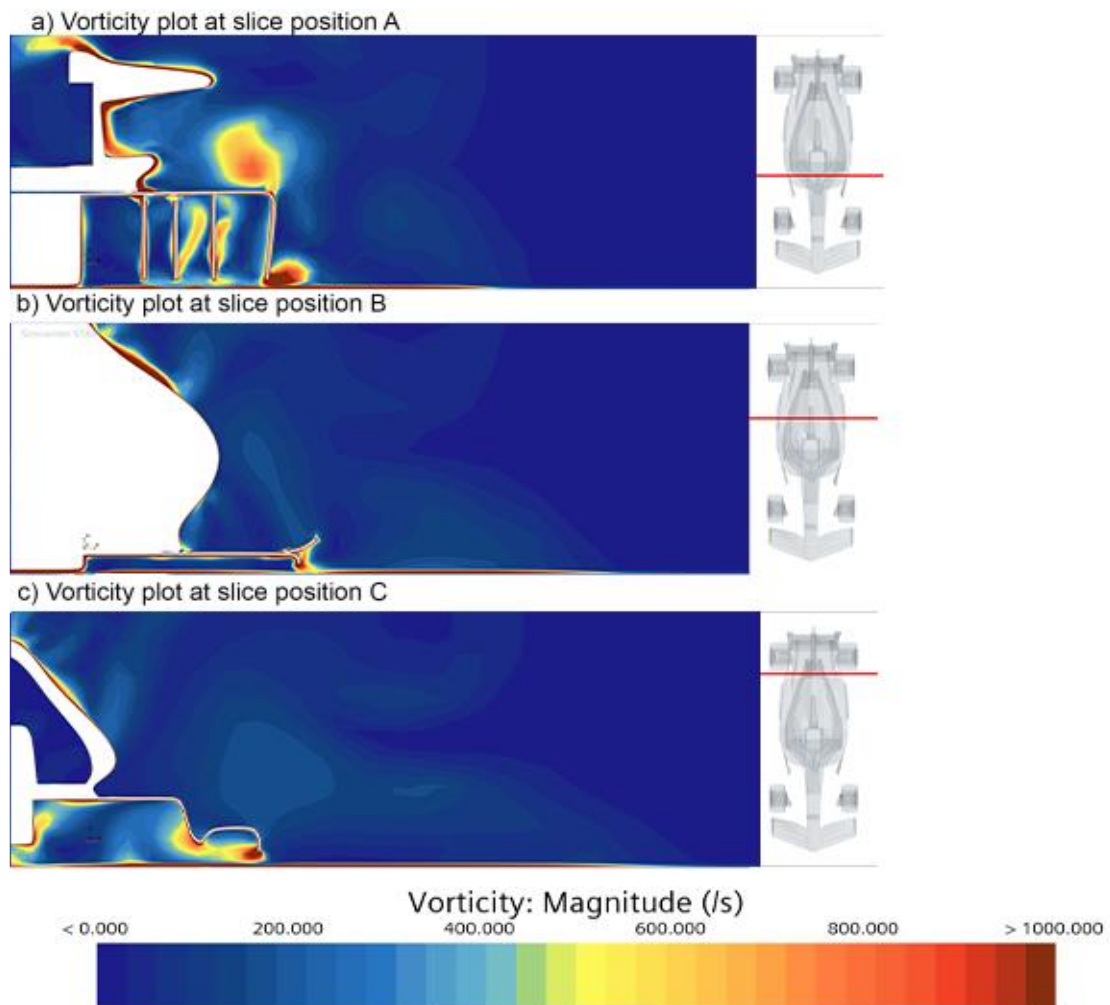 a) Vorticity plot at slice position A
b) Vorticity plot at slice position B
c) Vorticity plot at slice position C
Vorticity: Magnitude (/s)
< 0.000 200.000 400.000 600.000 800.000 > 1000.000